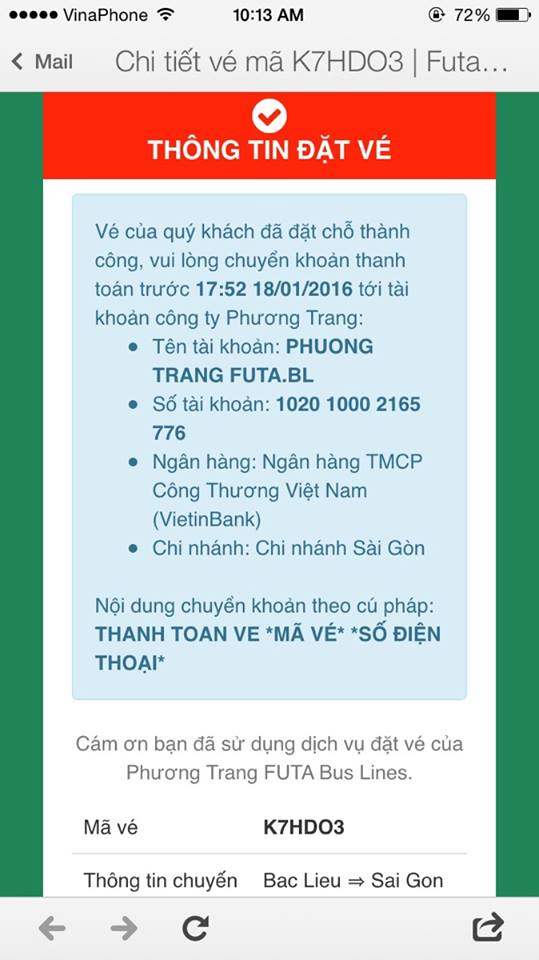 VinaPhone 10:13 AM 72%
Mail Chi tiết vé mã K7HDO3 | Futa...
THÔNG TIN ĐẶT VÉ
Vé của quý khách đã đặt chỗ thành
công, vui lòng chuyển khoản thanh
toán trước 17:52 18/01/2016 tới tài
khoản công ty Phương Trang:
• Tên tài khoản: PHUONG
TRANG FUTA.BL
• Số tài khoản: 1020 1000 2165
776
• Ngân hàng: Ngân hàng TMCP
Công Thương Việt Nam
(VietinBank)
• Chi nhánh: Chi nhánh Sài Gòn
Nội dung chuyển khoản theo cú pháp:
THANH TOAN VE *MÃ VÉ* *SỐ ĐIỆN
THOẠI*
Cám ơn bạn đã sử dụng dịch vụ đặt vé của
Phương Trang FUTA Bus Lines.
Mã vé K7HDO3
Thông tin chuyến Bac Lieu ⇒ Sai Gon